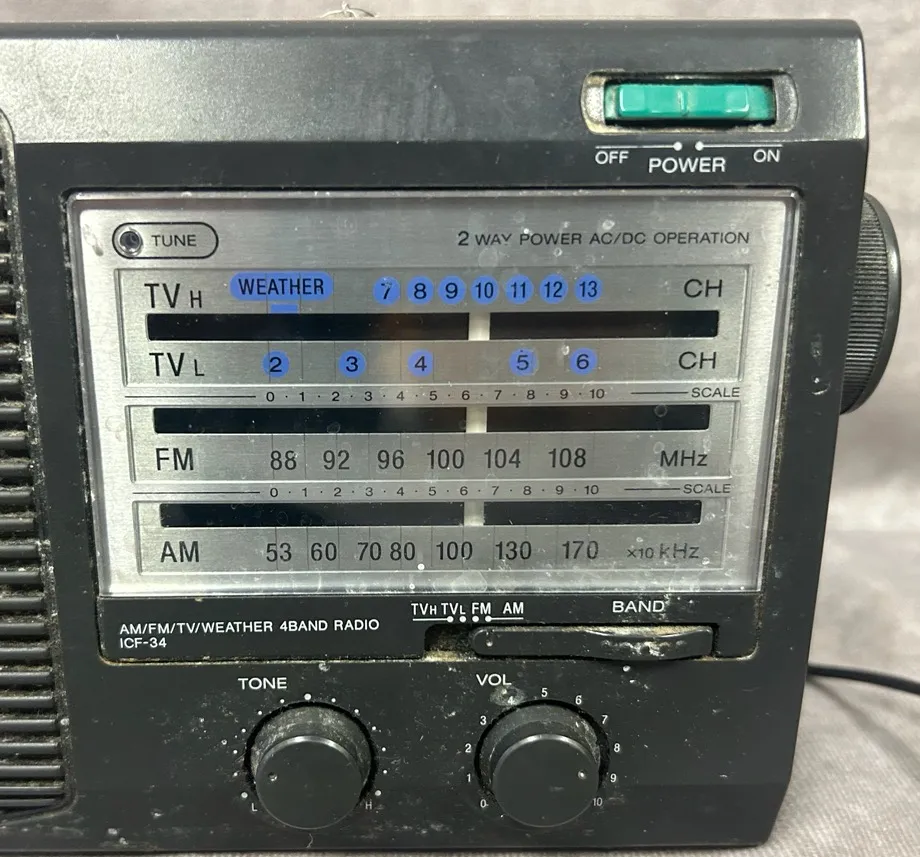 OFF POWER ON
TUNE
2 WAY POWER AC/DC OPERATION
WEATHER
TV H 7 8 9 10 11 12 13 CH
TV L 2 3 4 5 6 CH
0 · 1 · 2 · 3 · 4 · 5 · 6 · 7 · 8 · 9 · 10 SCALE
FM 88 92 96 100 104 108 MHz
0 · 1 · 2 · 3 · 4 · 5 · 6 · 7 · 8 · 9 · 10 SCALE
AM 53 60 70 80 100 130 170 ×10 kHz
TVH TVL FM AM BAND
AM/FM/TV/WEATHER 4BAND RADIO
ICF-34
TONE
L H
VOL
0 1 2 3 4 5 6 7 8 9 10